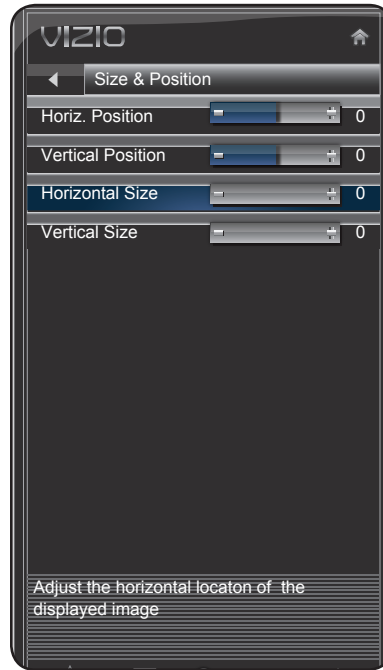 VIZIO
Size & Position
Horiz. Position 0
Vertical Position 0
Horizontal Size 0
Vertical Size 0
Adjust the horizontal locaton of the
displayed image